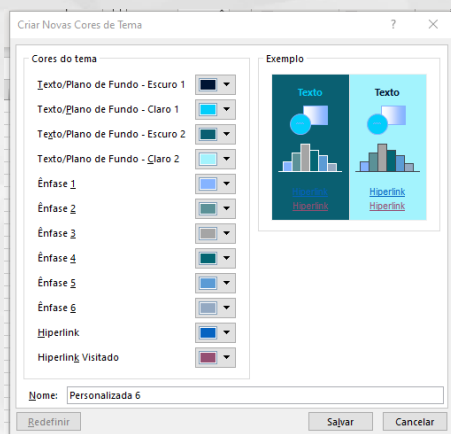 Criar Novas Cores de Tema
?
Cores do tema
Texto/Plano de Fundo - Escuro 1
Texto/Plano de Fundo - Claro 1
Texto/Plano de Fundo - Escuro 2
Texto/Plano de Fundo - Claro 2
Ênfase 1
Ênfase 2
Ênfase 3
Ênfase 4
Ênfase 5
Ênfase 6
Hiperlink
Hiperlink Visitado
Exemplo
Texto
Hiperlink
Hiperlink
Texto
Hiperlink
Hiperlink
Nome: Personalizada 6
Redefinir
Salvar
Cancelar